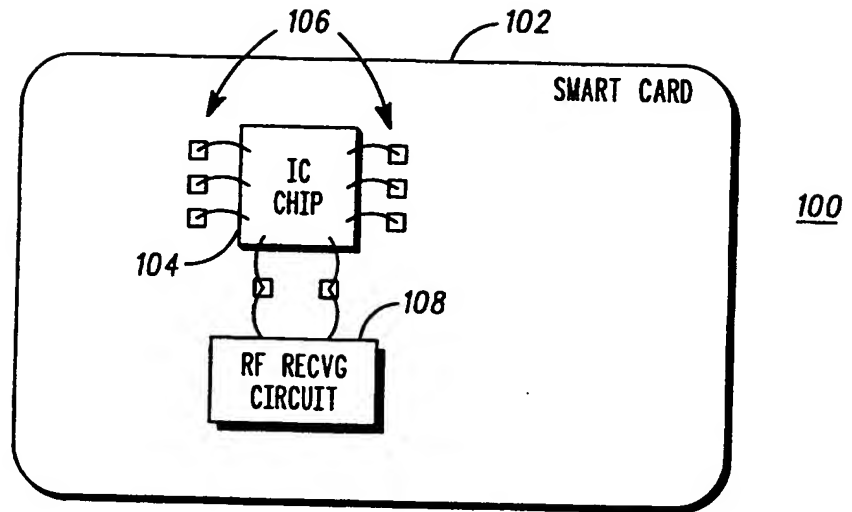 106
102
SMART CARD
IC
CHIP
100
104
108
RF RECVG
CIRCUIT